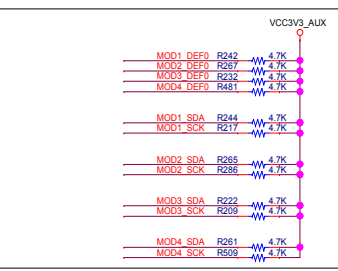 VCC3V3_AUX
MOD1_DEF0 R242 4.7K
MOD2_DEF0 R267 4.7K
MOD3_DEF0 R232 4.7K
MOD4_DEF0 R481 4.7K
MOD1_SDA R244 4.7K
MOD1_SCK R217 4.7K
MOD2_SDA R265 4.7K
MOD2_SCK R286 4.7K
MOD3_SDA R222 4.7K
MOD3_SCK R209 4.7K
MOD4_SDA R261 4.7K
MOD4_SCK R509 4.7K